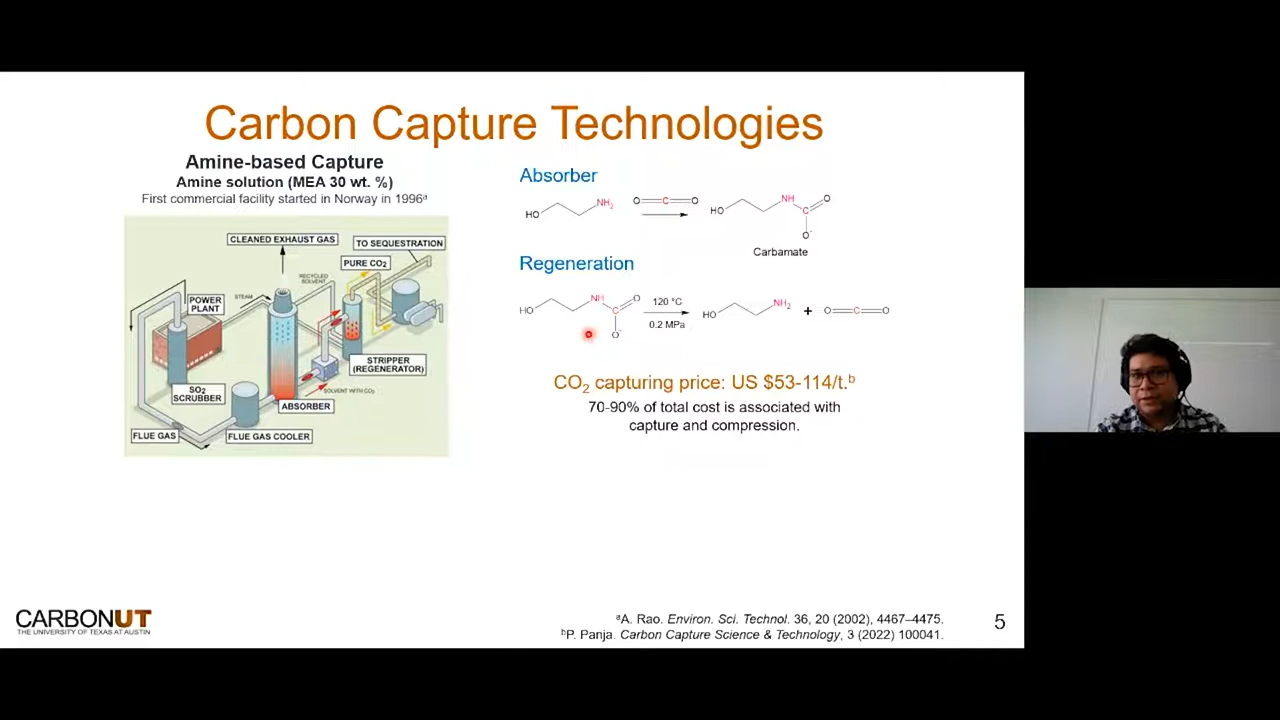 Carbon Capture Technologies
Amine-based Capture
Amine solution (MEA 30 wt. %)
First commercial facility started in Norway in 1996ᵃ
CLEANED EXHAUST GAS
TO SEQUESTRATION
PURE CO₂
RECYCLED
SOLVENT
STEAM
POWER
PLANT
STRIPPER
(REGENERATOR)
SO₂
SCRUBBER
SOLVENT WITH CO₂
ABSORBER
FLUE GAS
FLUE GAS COOLER
Absorber
HO NH₂ O C O HO NH C O O⁻
Carbamate
Regeneration
HO NH C O O⁻ 120 °C HO NH₂ + O C O
0.2 MPa
CO₂ capturing price: US $53-114/t.ᵇ
70-90% of total cost is associated with
capture and compression.
CARBONUT
THE UNIVERSITY OF TEXAS AT AUSTIN
ᵃA. Rao. Environ. Sci. Technol. 36, 20 (2002), 4467–4475.
ᵇP. Panja. Carbon Capture Science & Technology, 3 (2022) 100041.
5